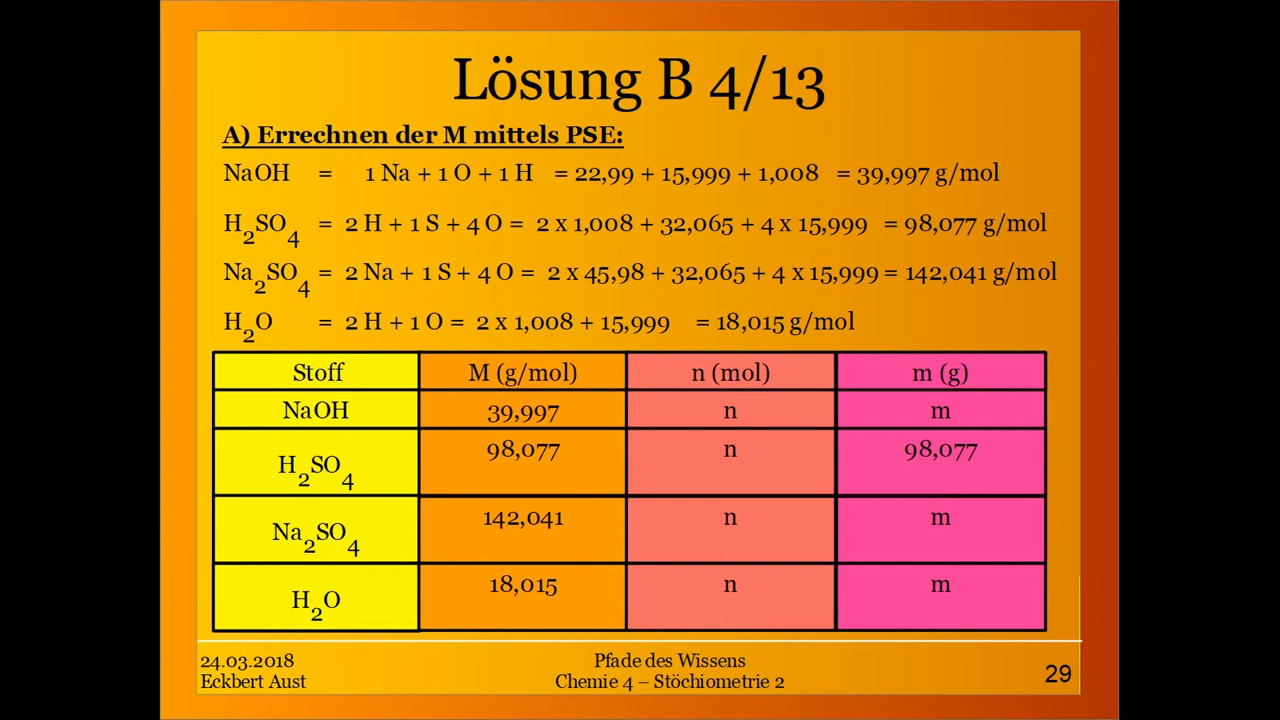 Lösung B 4/13
A) Errechnen der M mittels PSE:
NaOH = 1 Na + 1 O + 1 H = 22,99 + 15,999 + 1,008 = 39,997 g/mol
H2SO4 = 2 H + 1 S + 4 O = 2 x 1,008 + 32,065 + 4 x 15,999 = 98,077 g/mol
Na2SO4 = 2 Na + 1 S + 4 O = 2 x 45,98 + 32,065 + 4 x 15,999 = 142,041 g/mol
H2O = 2 H + 1 O = 2 x 1,008 + 15,999 = 18,015 g/mol
Stoff M (g/mol) n (mol) m (g)
NaOH 39,997 n m
H2SO4 98,077 n 98,077
Na2SO4 142,041 n m
H2O 18,015 n m
24.03.2018 Pfade des Wissens
Eckbert Aust Chemie 4 – Stöchiometrie 2 29